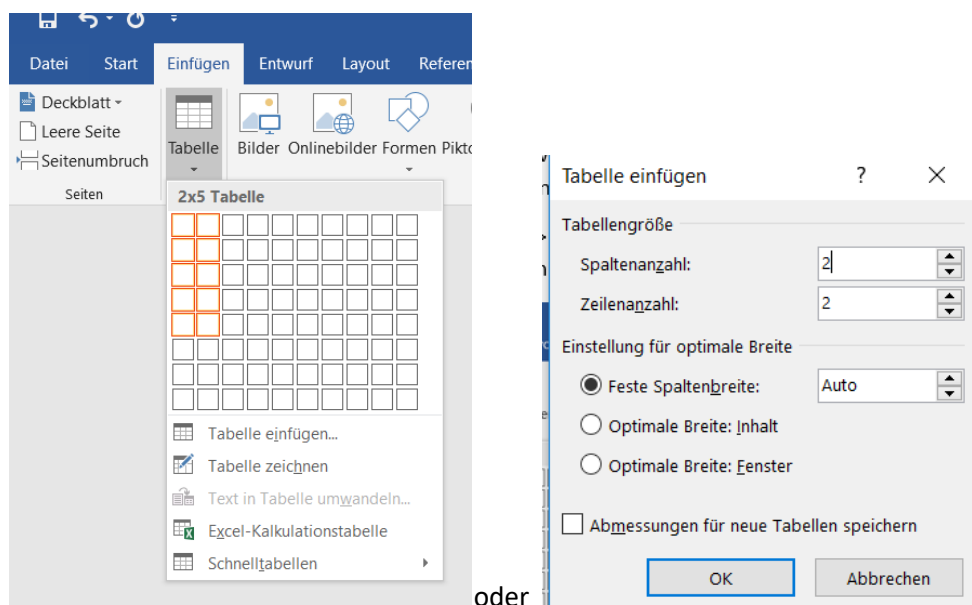 Datei Start Einfügen Entwurf Layout Referen
Deckblatt
Leere Seite
Seitenumbruch
Seiten
Tabelle
Bilder Onlinebilder Formen Pikto
2x5 Tabelle
Tabelle einfügen...
Tabelle zeichnen
Text in Tabelle umwandeln...
Excel-Kalkulationstabelle
Schnelltabellen
oder
Tabelle einfügen ?
Tabellengröße
Spaltenanzahl: 2
Zeilenanzahl: 2
Einstellung für optimale Breite
Feste Spaltenbreite: Auto
Optimale Breite: Inhalt
Optimale Breite: Fenster
Abmessungen für neue Tabellen speichern
OK Abbrechen